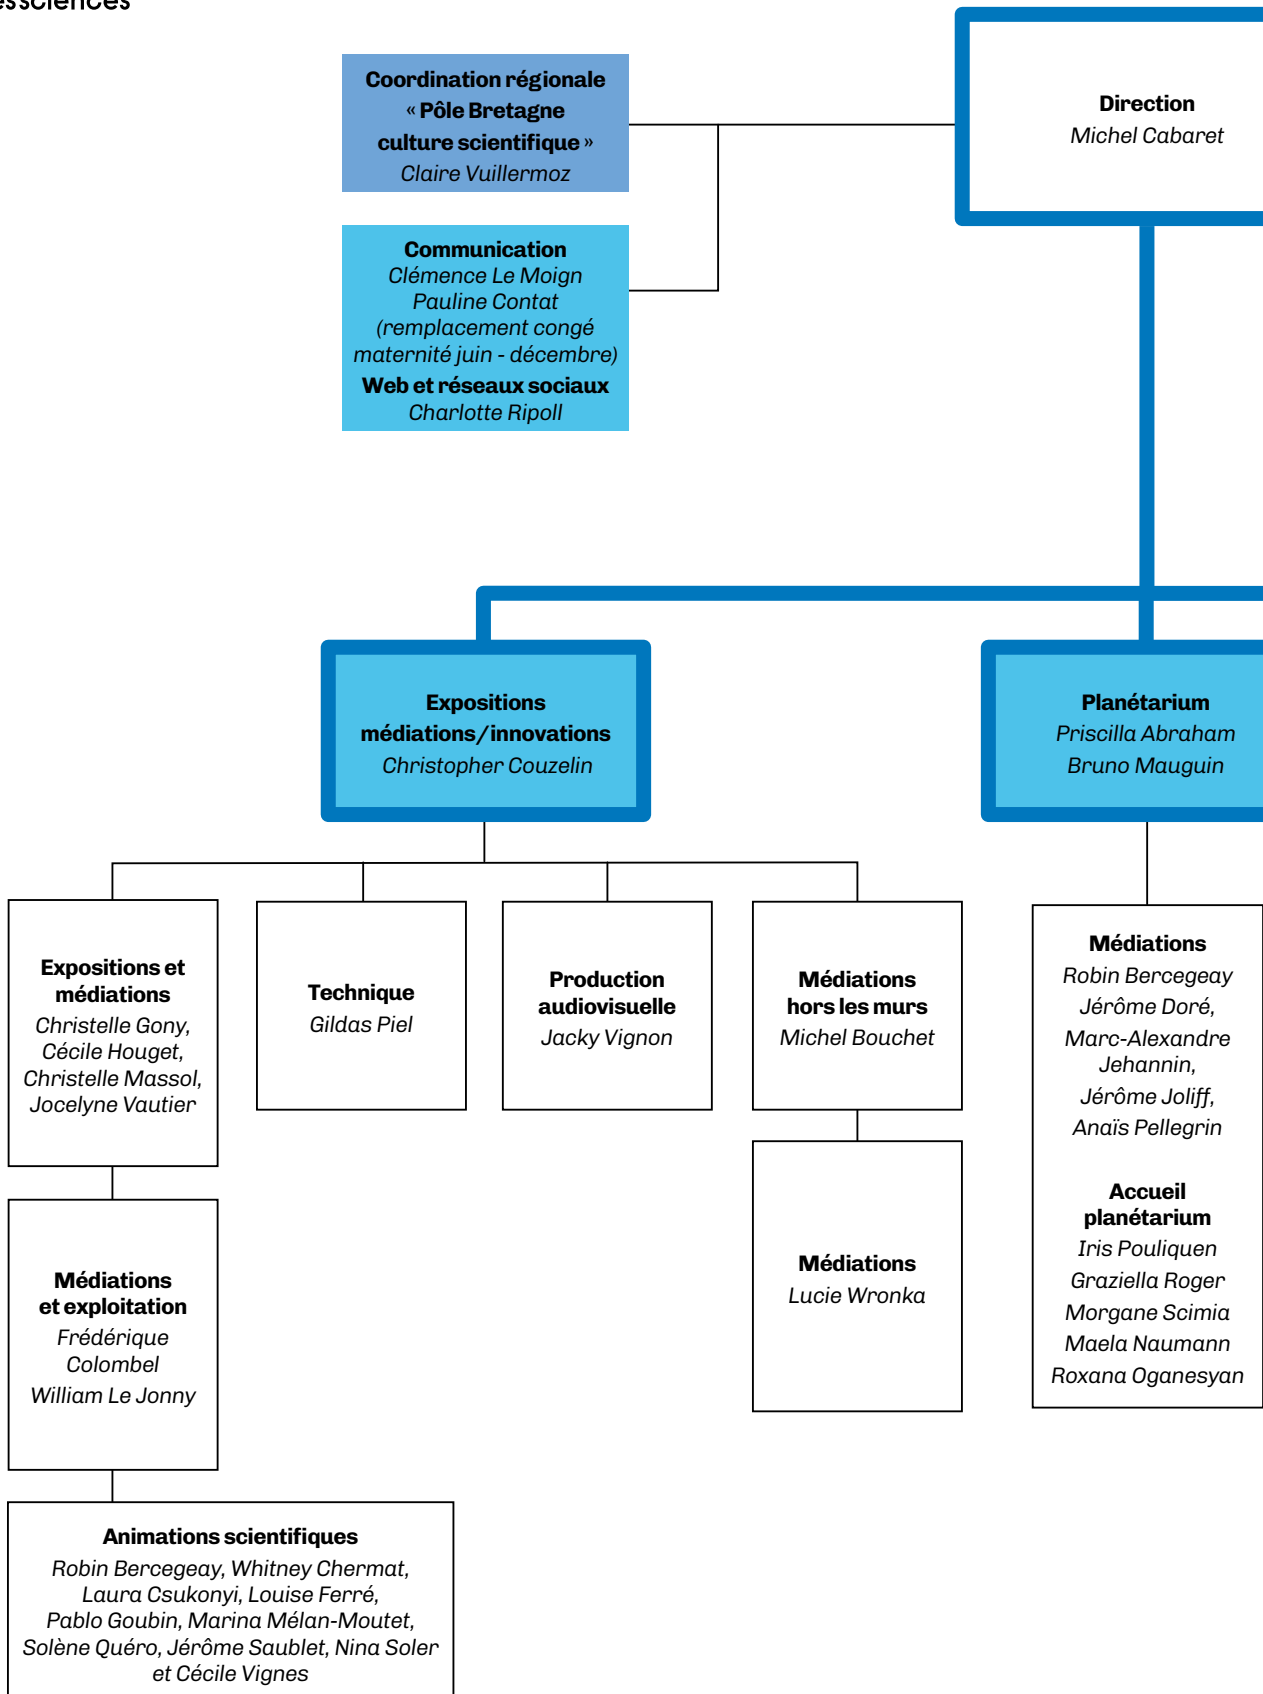 Coordination régionale
« Pôle Bretagne
culture scientifique »
Claire Vuillermoz
Direction
Michel Cabaret
Communication
Clémence Le Moign
Pauline Contat
(remplacement congé
maternité juin - décembre)
Web et réseaux sociaux
Charlotte Ripoll
Expositions
médiations/innovations
Christopher Couzelin
Planétarium
Priscilla Abraham
Bruno Mauguin
Expositions et
médiations
Christelle Gony,
Cécile Houget,
Christelle Massol,
Jocelyne Vautier
Technique
Gildas Piel
Production
audiovisuelle
Jacky Vignon
Médiations
hors les murs
Michel Bouchet
Médiations
Robin Bercegeay
Jérôme Doré,
Marc-Alexandre
Jehannin,
Jérôme Joliff,
Anaïs Pellegrin
Accueil
planétarium
Iris Pouliquen
Graziella Roger
Morgane Scimia
Maela Naumann
Roxana Oganesyan
Médiations
et exploitation
Frédérique
Colombel
William Le Jonny
Médiations
Lucie Wronka
Animations scientifiques
Robin Bercegeay, Whitney Chermat,
Laura Csukonyi, Louise Ferré,
Pablo Goubin, Marina Mélan-Moutet,
Solène Quéro, Jérôme Saublet, Nina Soler
et Cécile Vignes